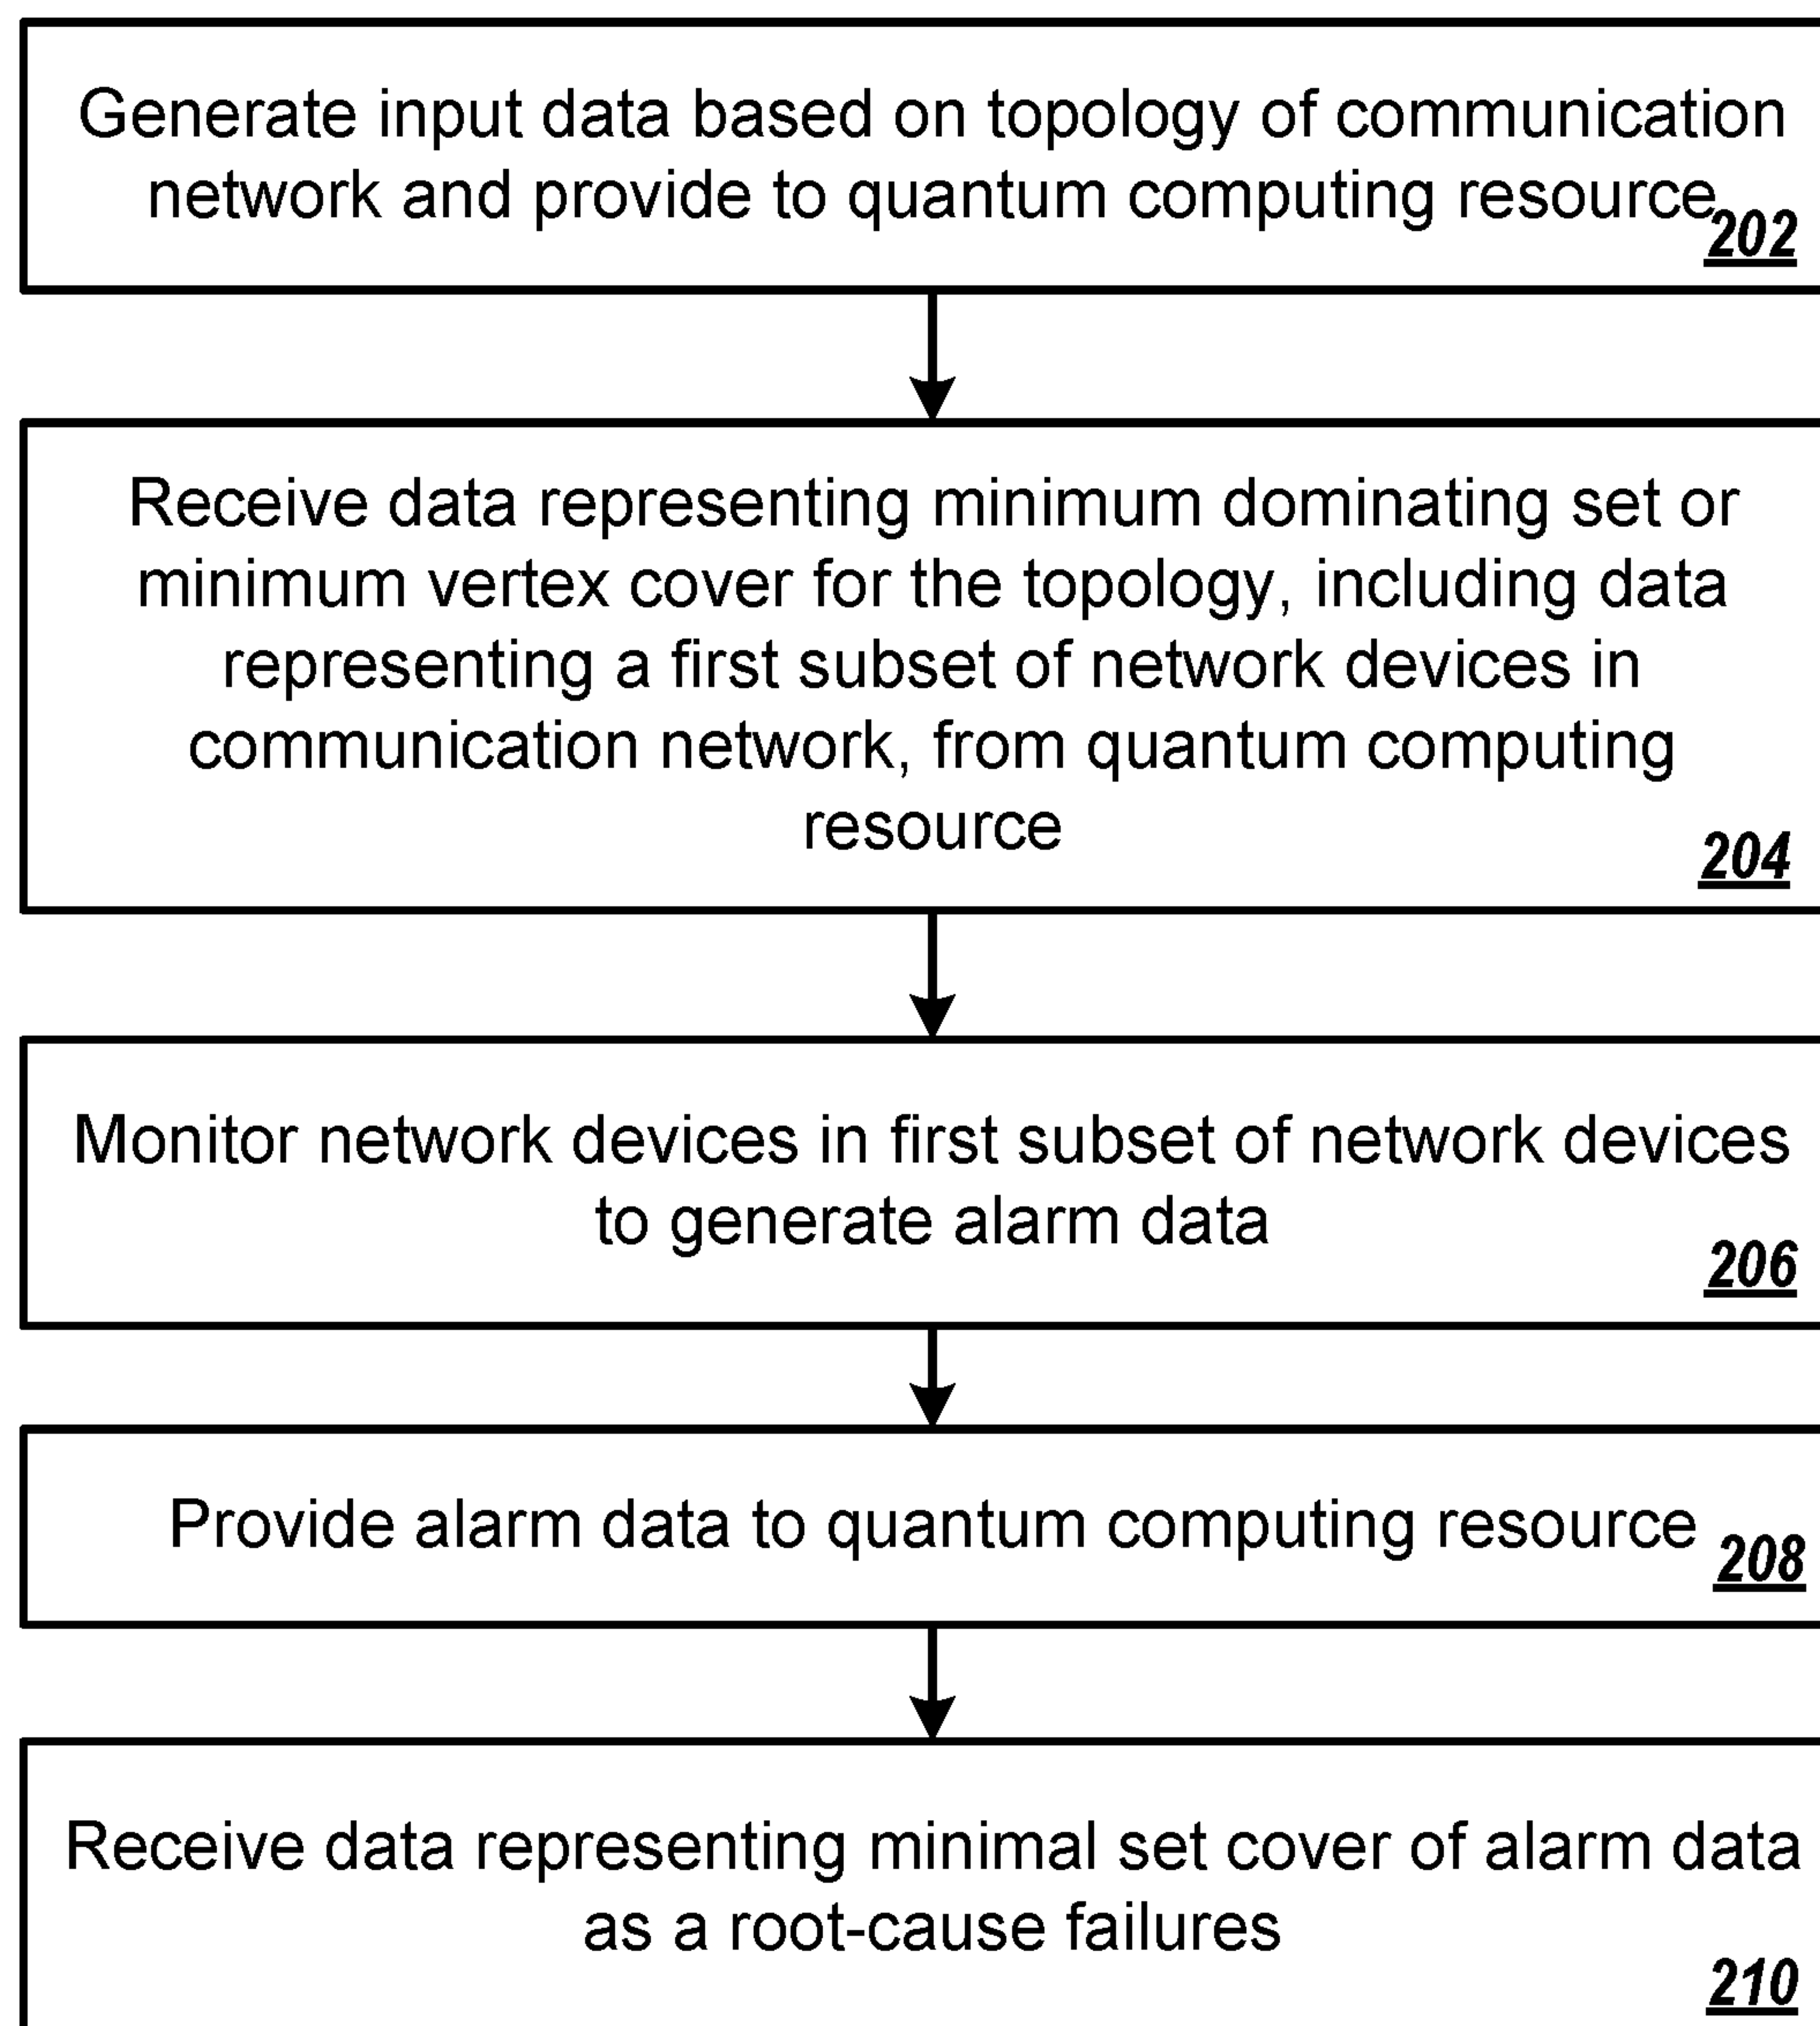 Generate input data based on topology of communication
network and provide to quantum computing resource
202
Receive data representing minimum dominating set or
minimum vertex cover for the topology, including data
representing a first subset of network devices in
communication network, from quantum computing
resource
204
Monitor network devices in first subset of network devices
to generate alarm data
206
Provide alarm data to quantum computing resource
208
Receive data representing minimal set cover of alarm data
as a root-cause failures
210